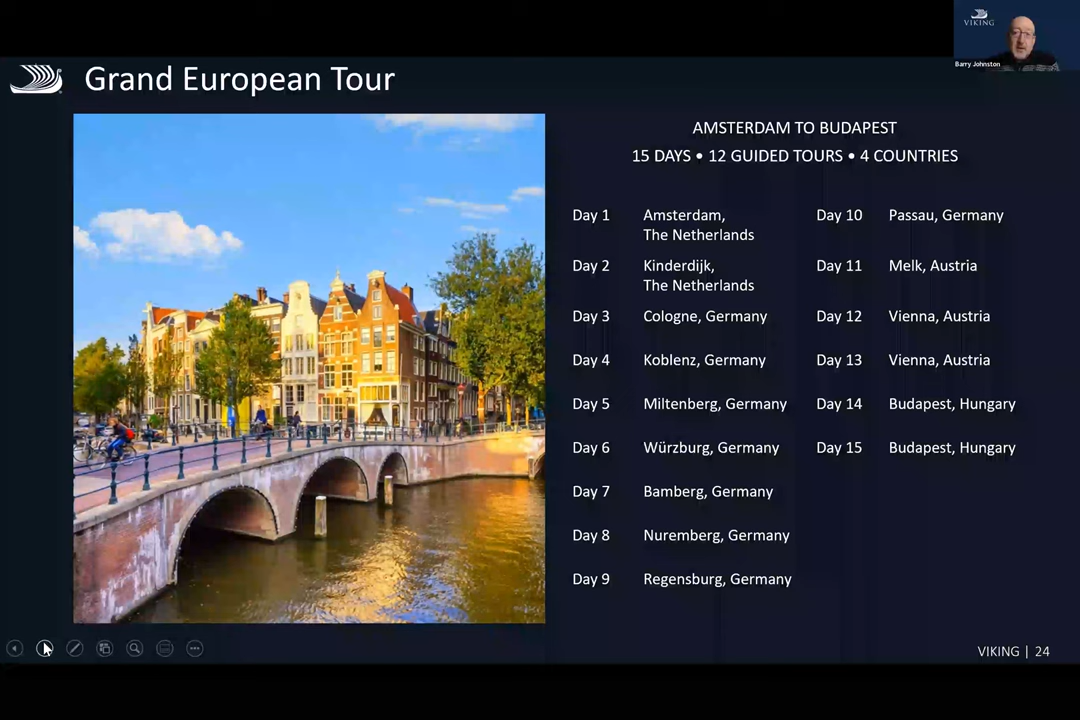 VIKING
Barry Johnston
Grand European Tour
AMSTERDAM TO BUDAPEST
15 DAYS • 12 GUIDED TOURS • 4 COUNTRIES
Day 1 Amsterdam,
The Netherlands
Day 2 Kinderdijk,
The Netherlands
Day 3 Cologne, Germany
Day 4 Koblenz, Germany
Day 5 Miltenberg, Germany
Day 6 Würzburg, Germany
Day 7 Bamberg, Germany
Day 8 Nuremberg, Germany
Day 9 Regensburg, Germany
Day 10 Passau, Germany
Day 11 Melk, Austria
Day 12 Vienna, Austria
Day 13 Vienna, Austria
Day 14 Budapest, Hungary
Day 15 Budapest, Hungary
VIKING | 24